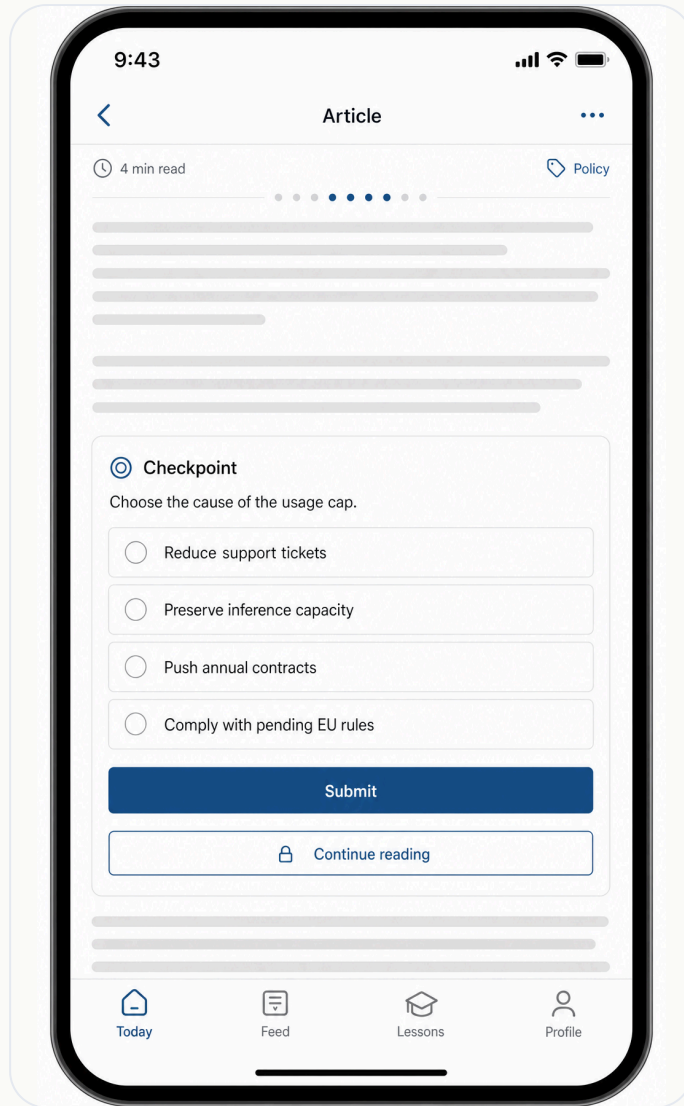 9:43
Article
4 min read
Policy
Checkpoint
Choose the cause of the usage cap.
Reduce support tickets
Preserve inference capacity
Push annual contracts
Comply with pending EU rules
Submit
Continue reading
Today
Feed
Lessons
Profile